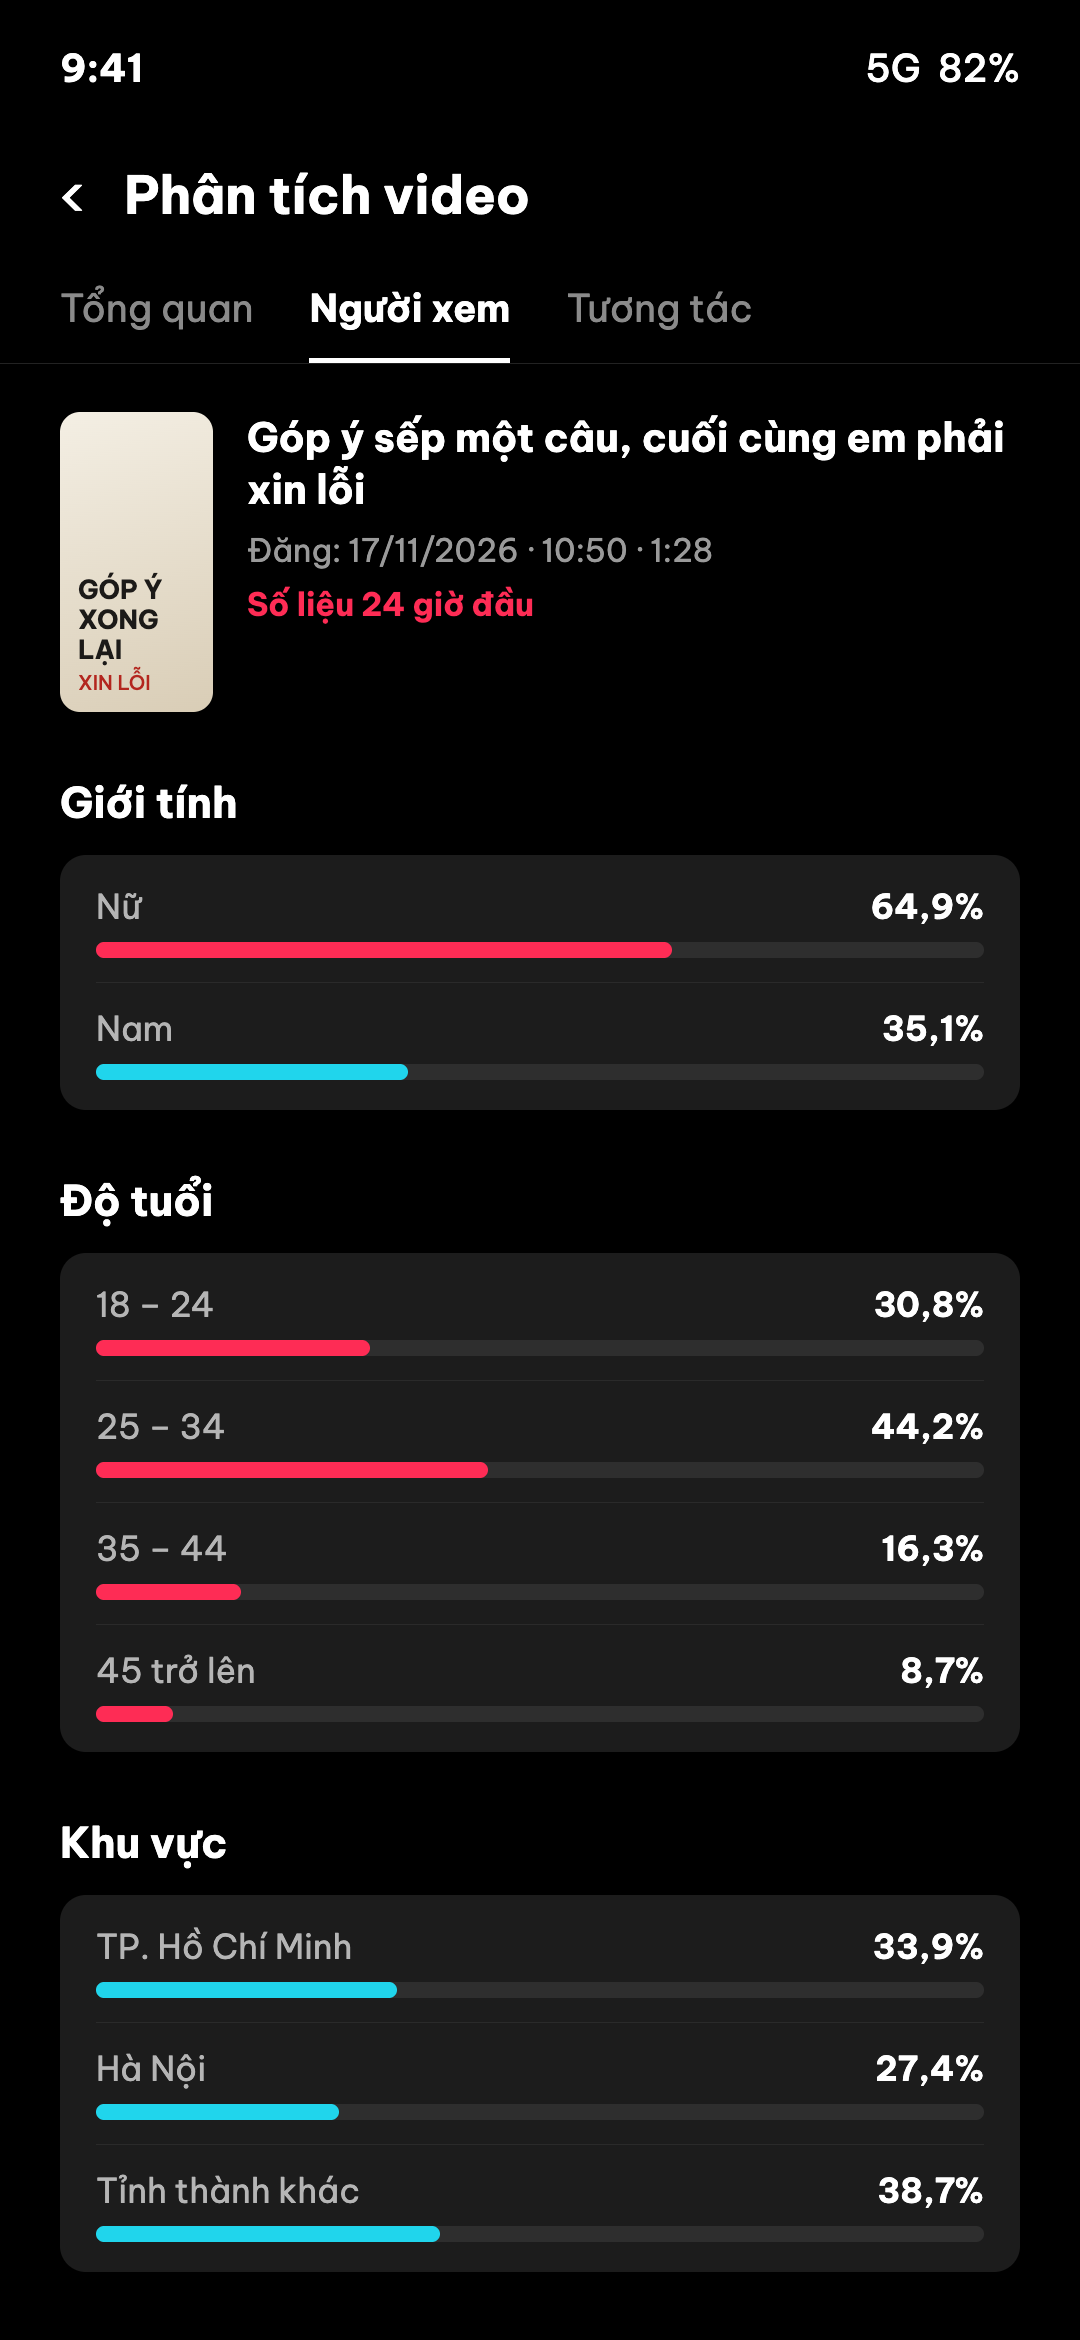 9:41
5G 82%
Phân tích video
Tổng quan
Người xem
Tương tác
GÓP Ý
XONG
LẠI
XIN LỖI
Góp ý sếp một câu, cuối cùng em phải
xin lỗi
Đăng: 17/11/2026 · 10:50 · 1:28
Số liệu 24 giờ đầu
Giới tính
Nữ 64,9%
Nam 35,1%
Độ tuổi
18 – 24 30,8%
25 – 34 44,2%
35 – 44 16,3%
45 trở lên 8,7%
Khu vực
TP. Hồ Chí Minh 33,9%
Hà Nội 27,4%
Tỉnh thành khác 38,7%